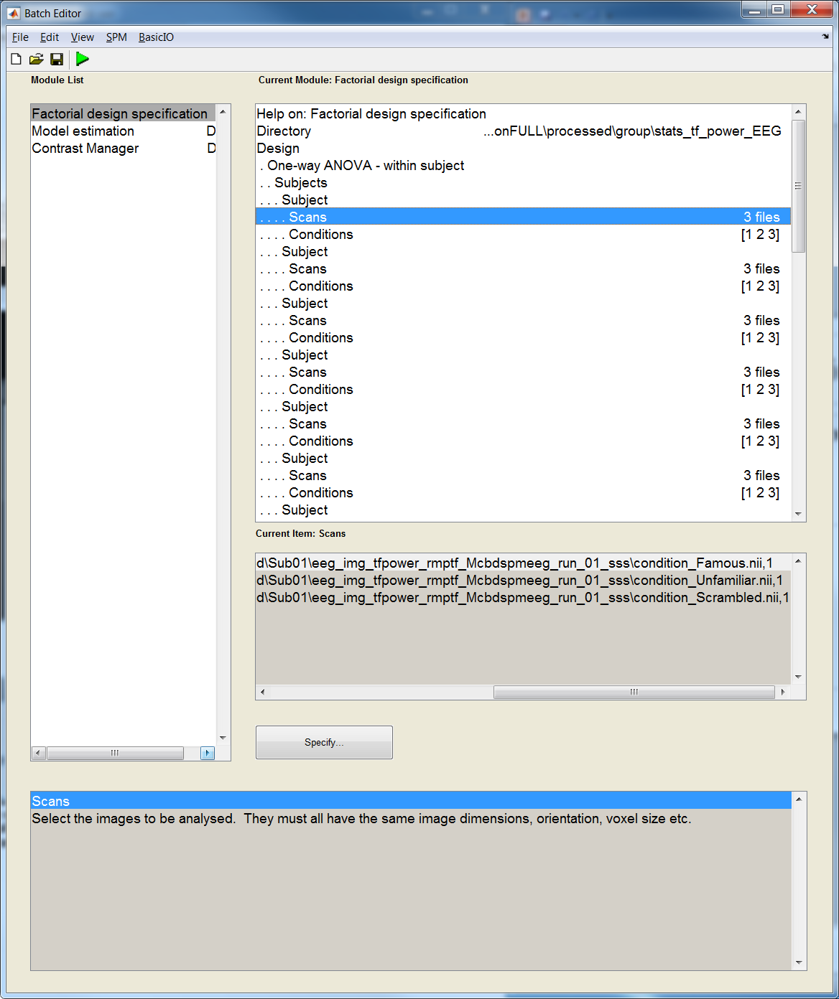 Batch Editor
File Edit View SPM BasicIO
Module List
Current Module: Factorial design specification
Factorial design specification
Model estimation D
Contrast Manager D
Help on: Factorial design specification
Directory ...onFULL\processed\group\stats_tf_power_EEG
Design
. One-way ANOVA - within subject
. . Subjects
. . . Subject
. . . . Scans 3 files
. . . . Conditions [1 2 3]
. . . Subject
. . . . Scans 3 files
. . . . Conditions [1 2 3]
. . . Subject
. . . . Scans 3 files
. . . . Conditions [1 2 3]
. . . Subject
. . . . Scans 3 files
. . . . Conditions [1 2 3]
. . . Subject
. . . . Scans 3 files
. . . . Conditions [1 2 3]
. . . Subject
. . . . Scans 3 files
. . . . Conditions [1 2 3]
. . . Subject
Current Item: Scans
d\Sub01\eeg_img_tfpower_rmptf_Mcbdspmeeg_run_01_sss\condition_Famous.nii,1
d\Sub01\eeg_img_tfpower_rmptf_Mcbdspmeeg_run_01_sss\condition_Unfamiliar.nii,1
d\Sub01\eeg_img_tfpower_rmptf_Mcbdspmeeg_run_01_sss\condition_Scrambled.nii,1
Specify...
Scans
Select the images to be analysed.  They must all have the same image dimensions, orientation, voxel size etc.